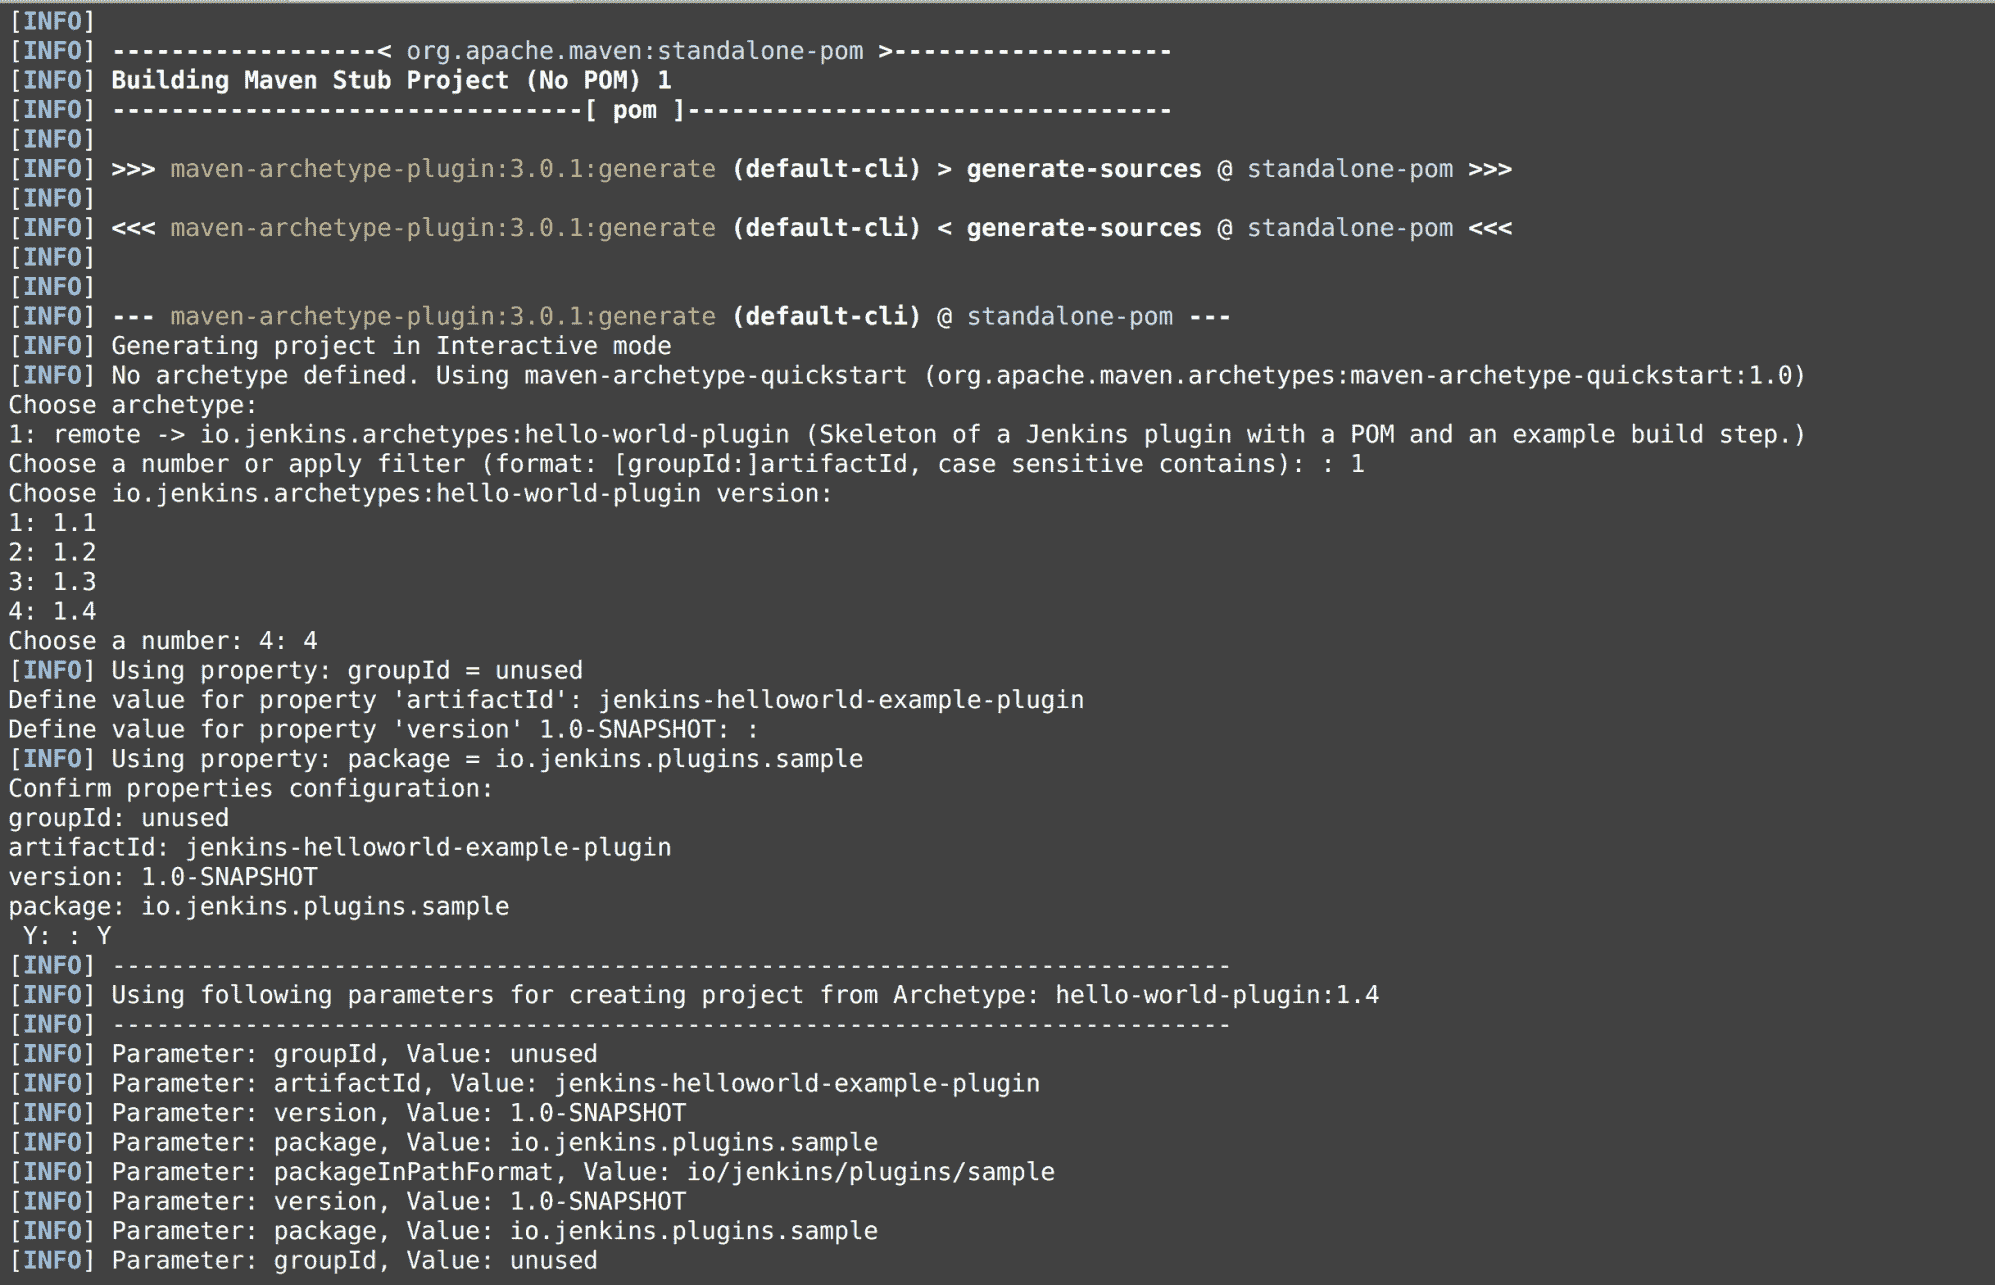 [INFO]
[INFO] ------------------< org.apache.maven:standalone-pom >-------------------
[INFO] Building Maven Stub Project (No POM) 1
[INFO] --------------------------------[ pom ]---------------------------------
[INFO]
[INFO] >>> maven-archetype-plugin:3.0.1:generate (default-cli) > generate-sources @ standalone-pom >>>
[INFO]
[INFO] <<< maven-archetype-plugin:3.0.1:generate (default-cli) < generate-sources @ standalone-pom <<<
[INFO]
[INFO]
[INFO] --- maven-archetype-plugin:3.0.1:generate (default-cli) @ standalone-pom ---
[INFO] Generating project in Interactive mode
[INFO] No archetype defined. Using maven-archetype-quickstart (org.apache.maven.archetypes:maven-archetype-quickstart:1.0)
Choose archetype:
1: remote -> io.jenkins.archetypes:hello-world-plugin (Skeleton of a Jenkins plugin with a POM and an example build step.)
Choose a number or apply filter (format: [groupId:]artifactId, case sensitive contains): : 1
Choose io.jenkins.archetypes:hello-world-plugin version:
1: 1.1
2: 1.2
3: 1.3
4: 1.4
Choose a number: 4: 4
[INFO] Using property: groupId = unused
Define value for property 'artifactId': jenkins-helloworld-example-plugin
Define value for property 'version' 1.0-SNAPSHOT: :
[INFO] Using property: package = io.jenkins.plugins.sample
Confirm properties configuration:
groupId: unused
artifactId: jenkins-helloworld-example-plugin
version: 1.0-SNAPSHOT
package: io.jenkins.plugins.sample
 Y: : Y
[INFO] ----------------------------------------------------------------------------
[INFO] Using following parameters for creating project from Archetype: hello-world-plugin:1.4
[INFO] ----------------------------------------------------------------------------
[INFO] Parameter: groupId, Value: unused
[INFO] Parameter: artifactId, Value: jenkins-helloworld-example-plugin
[INFO] Parameter: version, Value: 1.0-SNAPSHOT
[INFO] Parameter: package, Value: io.jenkins.plugins.sample
[INFO] Parameter: packageInPathFormat, Value: io/jenkins/plugins/sample
[INFO] Parameter: version, Value: 1.0-SNAPSHOT
[INFO] Parameter: package, Value: io.jenkins.plugins.sample
[INFO] Parameter: groupId, Value: unused